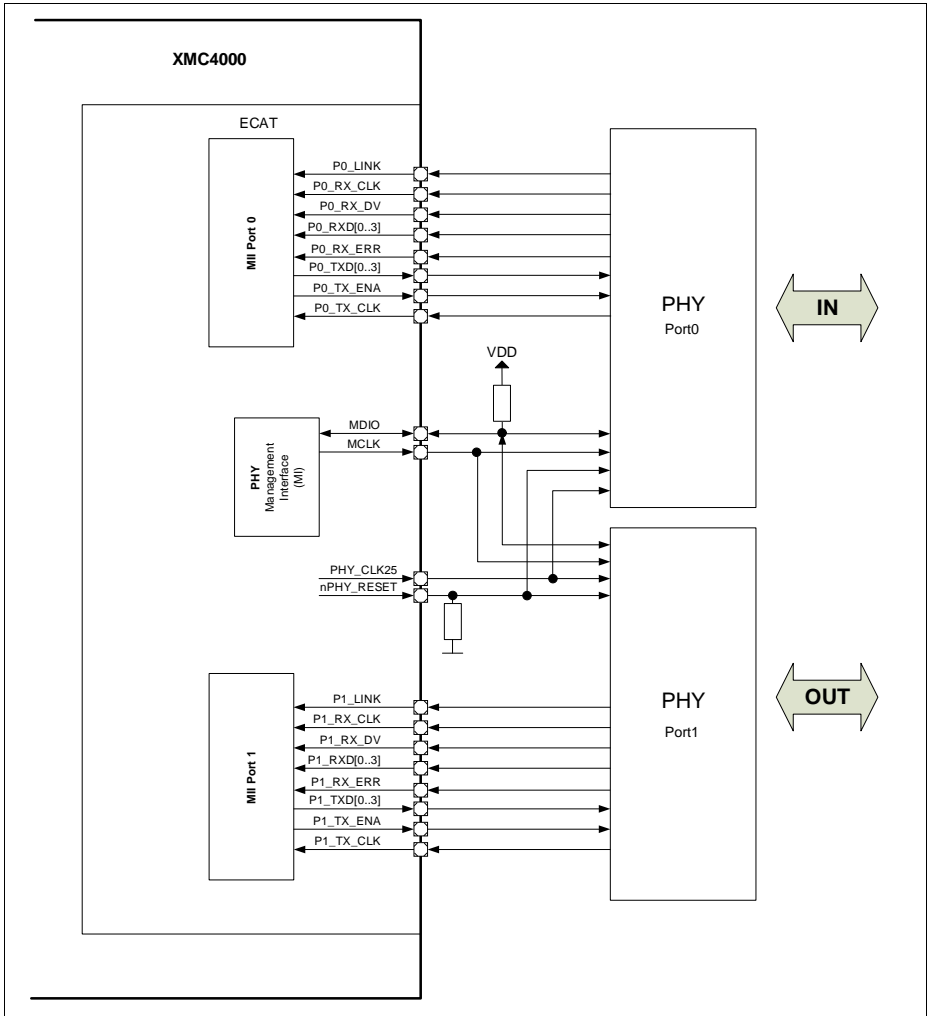 XMC4000
ECAT
MII Port 0
P0_LINK
P0_RX_CLK
P0_RX_DV
P0_RXD[0..3]
P0_RX_ERR
P0_TXD[0..3]
P0_TX_ENA
P0_TX_CLK
PHY
Port0
IN
VDD
PHY
Management
Interface
(MI)
MDIO
MCLK
PHY_CLK25
nPHY_RESET
MII Port 1
P1_LINK
P1_RX_CLK
P1_RX_DV
P1_RXD[0..3]
P1_RX_ERR
P1_TXD[0..3]
P1_TX_ENA
P1_TX_CLK
PHY
Port1
OUT